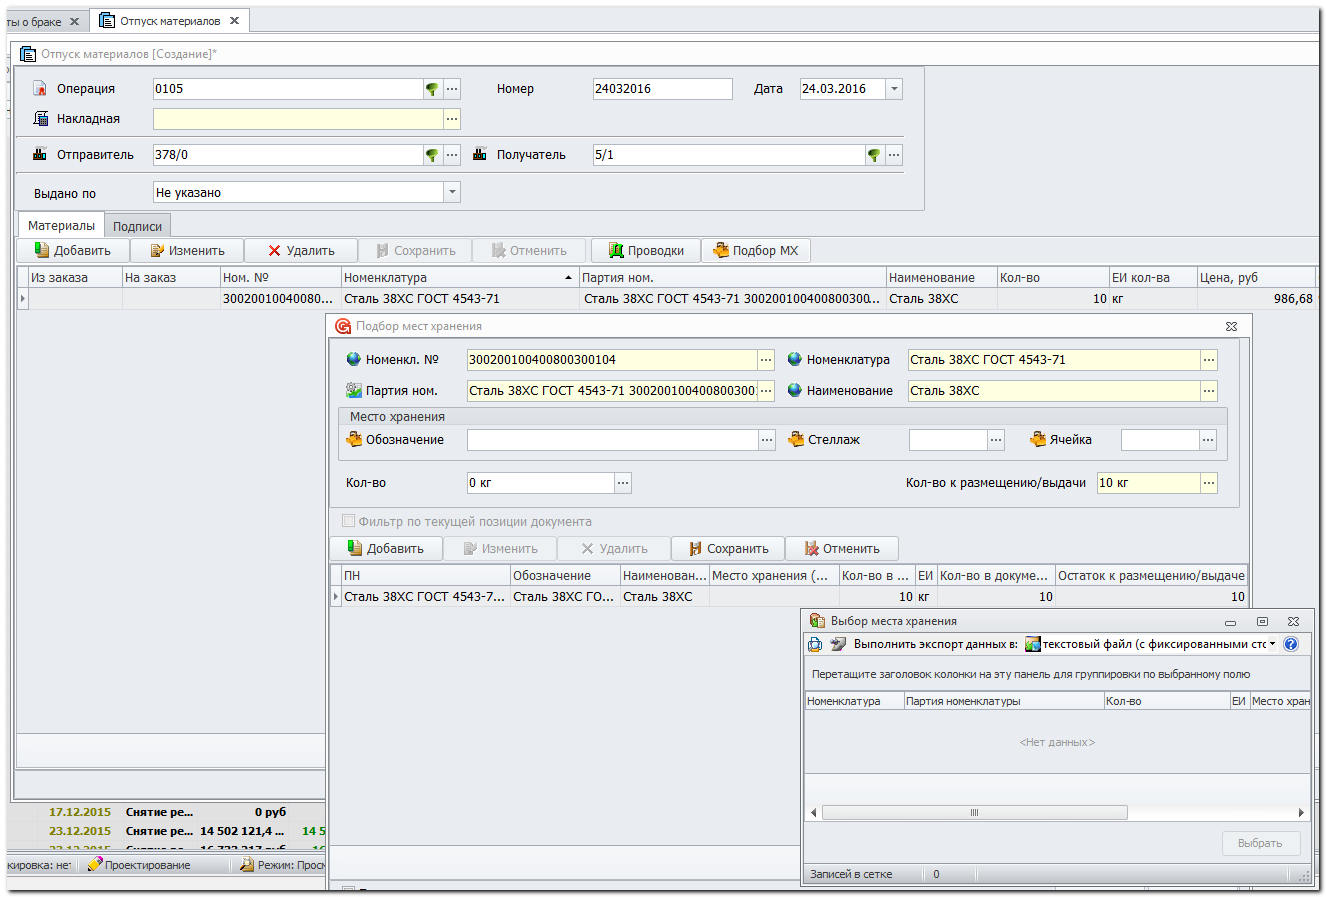 ты о браке
Отпуск материалов
Отпуск материалов [Создание]*
Операция 0105 Номер 24032016 Дата 24.03.2016
Накладная
Отправитель 378/0 Получатель 5/1
Выдано по Не указано
Материалы Подписи
Добавить Изменить Удалить Сохранить Отменить Проводки Подбор МХ
Из заказа На заказ Ном. № Номенклатура Партия ном. Наименование Кол-во ЕИ кол-ва Цена, руб
30020010040080... Сталь 38ХС ГОСТ 4543-71 Сталь 38ХС ГОСТ 4543-71 300200100400800300... Сталь 38ХС 10 кг 986,68
Подбор мест хранения
Номенкл. № 300200100400800300104 Номенклатура Сталь 38ХС ГОСТ 4543-71
Партия ном. Сталь 38ХС ГОСТ 4543-71 300200100400800300 Наименование Сталь 38ХС
Место хранения
Обозначение Стеллаж Ячейка
Кол-во 0 кг Кол-во к размещению/выдачи 10 кг
Фильтр по текущей позиции документа
Добавить Изменить Удалить Сохранить Отменить
ПН Обозначение Наименован... Место хранения (... Кол-во в ... ЕИ Кол-во в докуме... Остаток к размещению/выдаче
Сталь 38ХС ГОСТ 4543-7... Сталь 38ХС ГО... Сталь 38ХС 10 кг 10 10
Выбор места хранения
Выполнить экспорт данных в: текстовый файл (с фиксированными сто
Перетащите заголовок колонки на эту панель для группировки по выбранному полю
Номенклатура Партия номенклатуры Кол-во ЕИ Место хран
<Нет данных>
Выбрать
Записей в сетке 0
17.12.2015 Снятие ре... 0 руб
23.12.2015 Снятие ре... 14 502 121,4 ... 14 5
кировка: нет Проектирование Режим: Просм